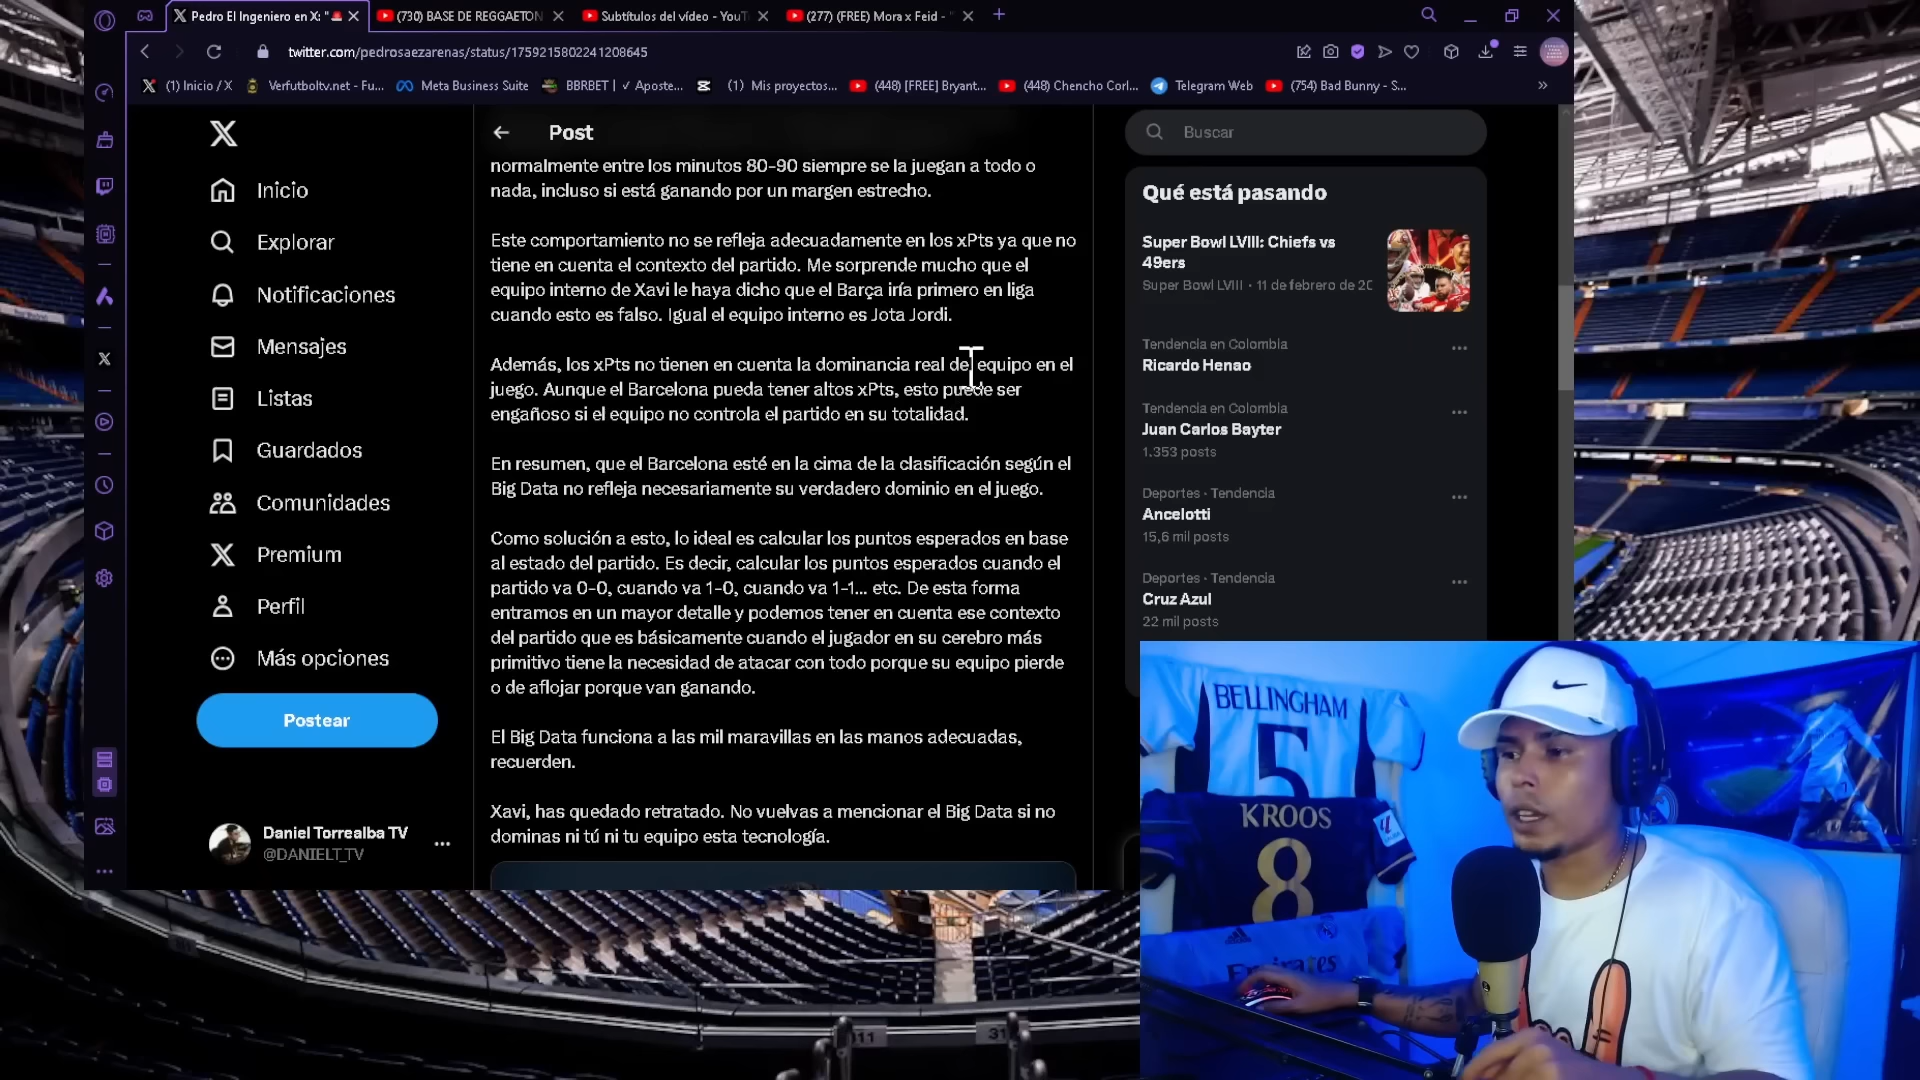 Pedro El Ingeniero en X: "
(730) BASE DE REGGAETON
Subtítulos del vídeo - YouT
(277) (FREE) Mora x Feid -
twitter.com/pedrosaezarenas/status/1759215802241208645
(1) Inicio / X
Verfutboltv.net - Fu...
Meta Business Suite
BBRBET | ✓ Aposte...
(1) Mis proyectos...
(448) [FREE] Bryant...
(448) Chencho Corl...
Telegram Web
(754) Bad Bunny - S...
Inicio
Explorar
Notificaciones
Mensajes
Listas
Guardados
Comunidades
Premium
Perfil
Más opciones
Postear
Daniel Torrealba TV
@DANIELT_TV
Post
normalmente entre los minutos 80-90 siempre se la juegan a todo o
nada, incluso si está ganando por un margen estrecho.
Este comportamiento no se refleja adecuadamente en los xPts ya que no
tiene en cuenta el contexto del partido. Me sorprende mucho que el
equipo interno de Xavi le haya dicho que el Barça iría primero en liga
cuando esto es falso. Igual el equipo interno es Jota Jordi.
Además, los xPts no tienen en cuenta la dominancia real del equipo en el
juego. Aunque el Barcelona pueda tener altos xPts, esto puede ser
engañoso si el equipo no controla el partido en su totalidad.
En resumen, que el Barcelona esté en la cima de la clasificación según el
Big Data no refleja necesariamente su verdadero dominio en el juego.
Como solución a esto, lo ideal es calcular los puntos esperados en base
al estado del partido. Es decir, calcular los puntos esperados cuando el
partido va 0-0, cuando va 1-0, cuando va 1-1... etc. De esta forma
entramos en un mayor detalle y podemos tener en cuenta ese contexto
del partido que es básicamente cuando el jugador en su cerebro más
primitivo tiene la necesidad de atacar con todo porque su equipo pierde
o de aflojar porque van ganando.
El Big Data funciona a las mil maravillas en las manos adecuadas,
recuerden.
Xavi, has quedado retratado. No vuelvas a mencionar el Big Data si no
dominas ni tú ni tu equipo esta tecnología.
Buscar
Qué está pasando
Super Bowl LVIII: Chiefs vs
49ers
Super Bowl LVIII · 11 de febrero de 20
Tendencia en Colombia
Ricardo Henao
Tendencia en Colombia
Juan Carlos Bayter
1.353 posts
Deportes · Tendencia
Ancelotti
15,6 mil posts
Deportes · Tendencia
Cruz Azul
22 mil posts
BELLINGHAM
5
KROOS
8
adidas
Emirates
311
31